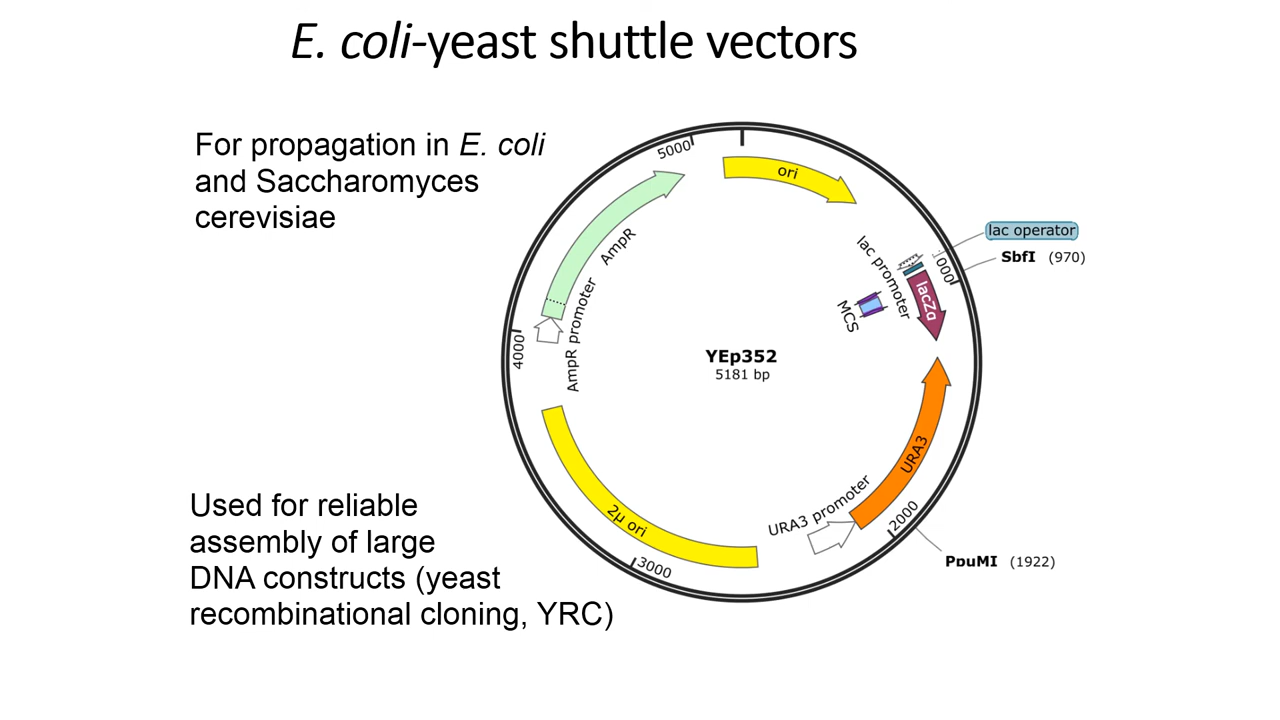 E. coli-yeast shuttle vectors
For propagation in E. coli
and Saccharomyces
cerevisiae
5000
ori
AmpR
lac promoter
lac operator
SbfI (970)
1000
lacZα
MCS
AmpR promoter
4000
YEp352
5181 bp
URA3
URA3 promoter
2000
PpuMI (1922)
2μ ori
3000
Used for reliable
assembly of large
DNA constructs (yeast
recombinational cloning, YRC)